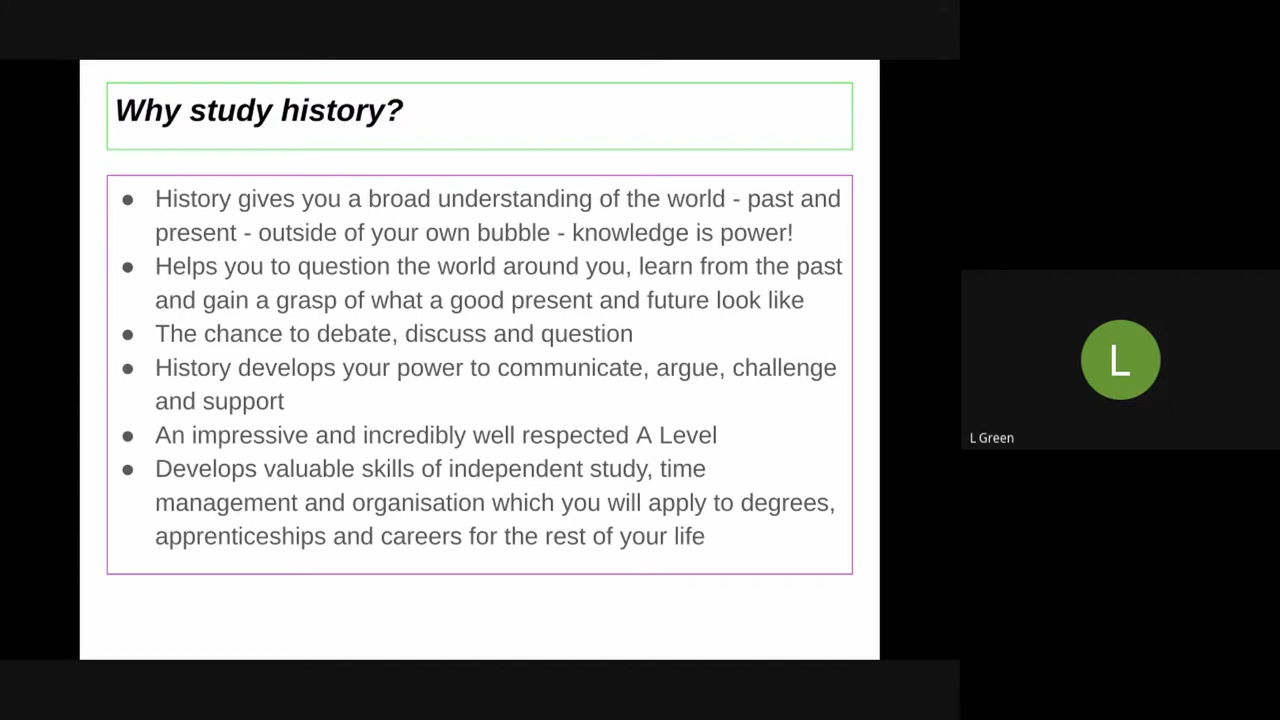 Why study history?
● History gives you a broad understanding of the world - past and
present - outside of your own bubble - knowledge is power!
● Helps you to question the world around you, learn from the past
and gain a grasp of what a good present and future look like
● The chance to debate, discuss and question
● History develops your power to communicate, argue, challenge
and support
● An impressive and incredibly well respected A Level
● Develops valuable skills of independent study, time
management and organisation which you will apply to degrees,
apprenticeships and careers for the rest of your life
L
L Green